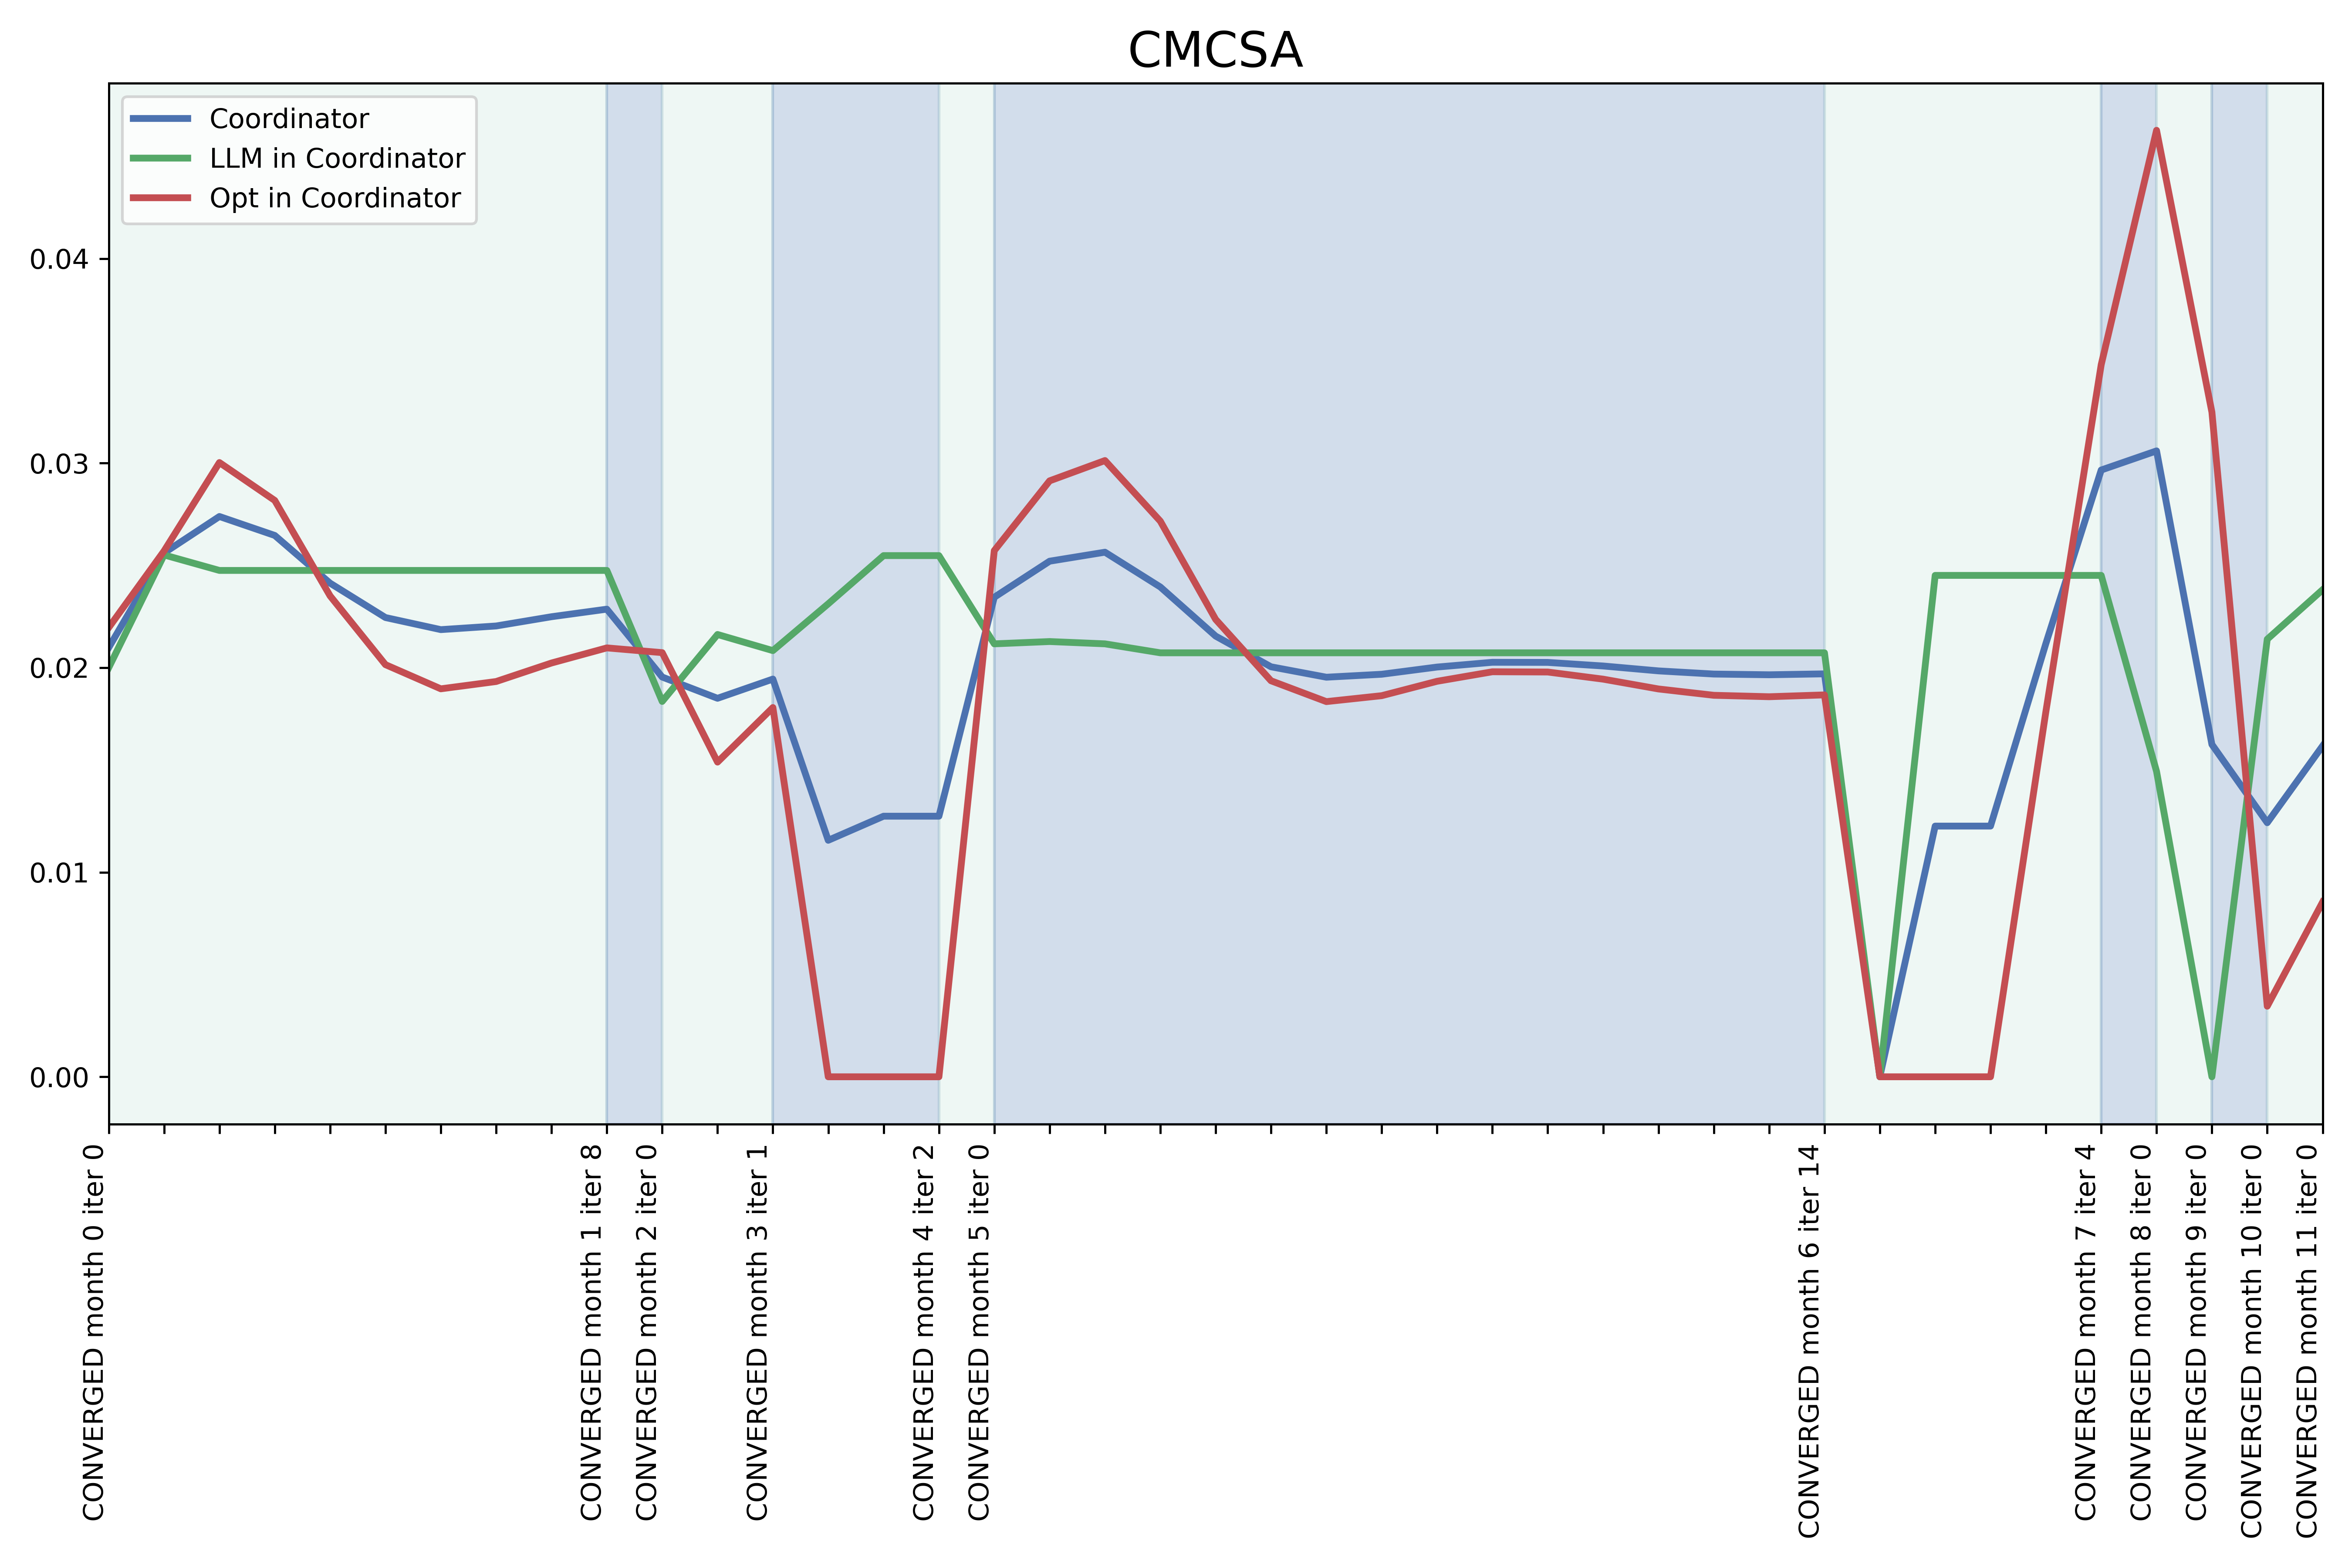 CMCSA
Coordinator
LLM in Coordinator
Opt in Coordinator
0.04
0.03
0.02
0.01
0.00
CONVERGED month 0 iter 0
CONVERGED month 1 iter 8
CONVERGED month 2 iter 0
CONVERGED month 3 iter 1
CONVERGED month 4 iter 2
CONVERGED month 5 iter 0
CONVERGED month 6 iter 14
CONVERGED month 7 iter 4
CONVERGED month 8 iter 0
CONVERGED month 9 iter 0
CONVERGED month 10 iter 0
CONVERGED month 11 iter 0